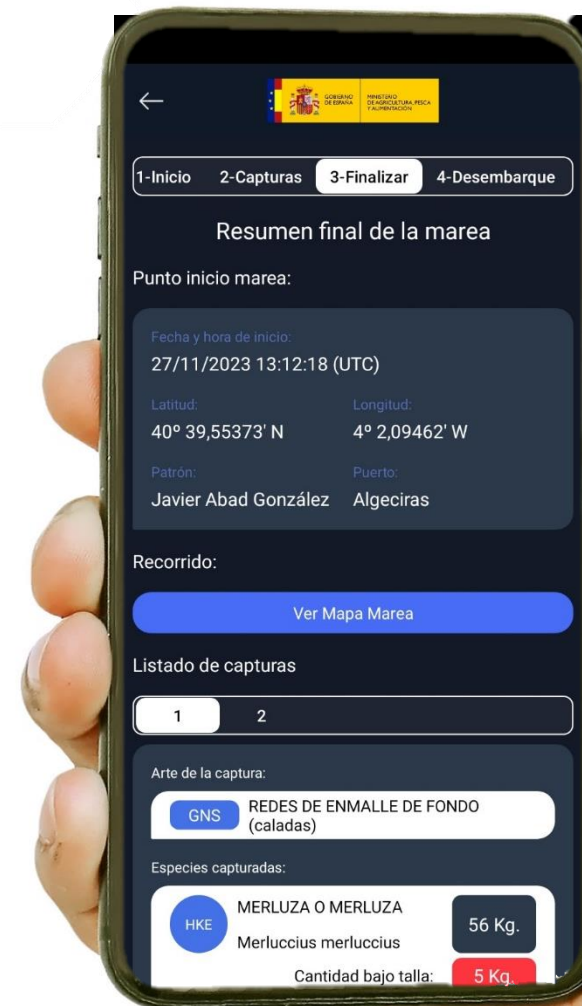 GOBIERNO
DE ESPAÑA
MINISTERIO
DE AGRICULTURA, PESCA
Y ALIMENTACIÓN
1-Inicio 2-Capturas 3-Finalizar 4-Desembarque
Resumen final de la marea
Punto inicio marea:
Fecha y hora de inicio:
27/11/2023 13:12:18 (UTC)
Latitud: Longitud:
40º 39,55373' N 4º 2,09462' W
Patrón: Puerto:
Javier Abad González Algeciras
Recorrido:
Ver Mapa Marea
Listado de capturas
1 2
Arte de la captura:
GNS REDES DE ENMALLE DE FONDO
(caladas)
Especies capturadas:
HKE MERLUZA O MERLUZA 56 Kg.
Merluccius merluccius
Cantidad bajo talla: 5 Kg.